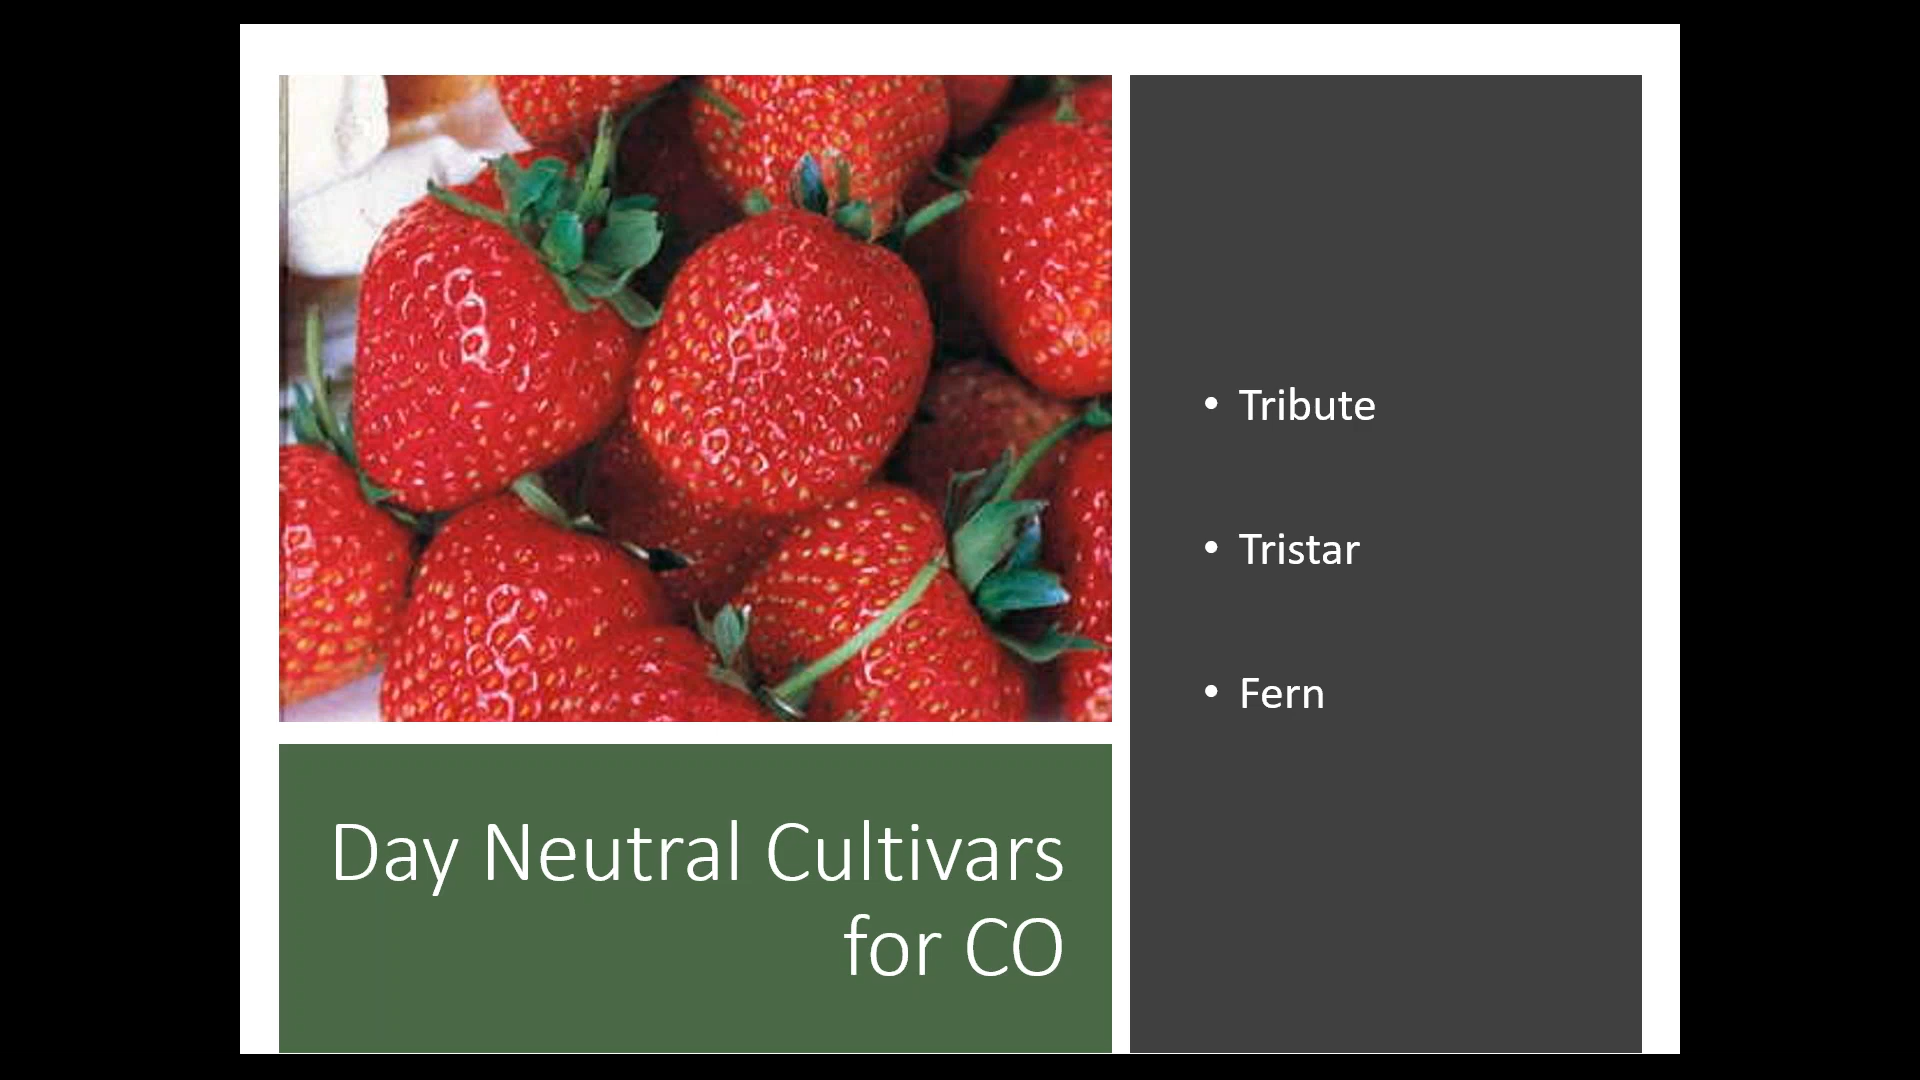 Day Neutral Cultivars
for CO
• Tribute
• Tristar
• Fern